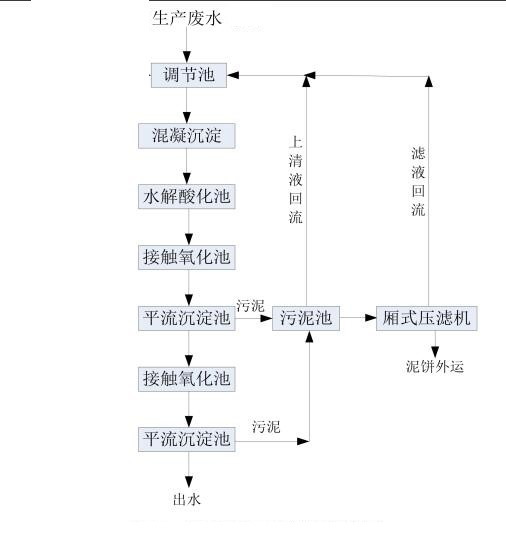 生产废水
调节池
混凝沉淀
上清液回流
滤液回流
水解酸化池
接触氧化池
平流沉淀池
污泥
污泥池
厢式压滤机
泥饼外运
接触氧化池
平流沉淀池
污泥
出水